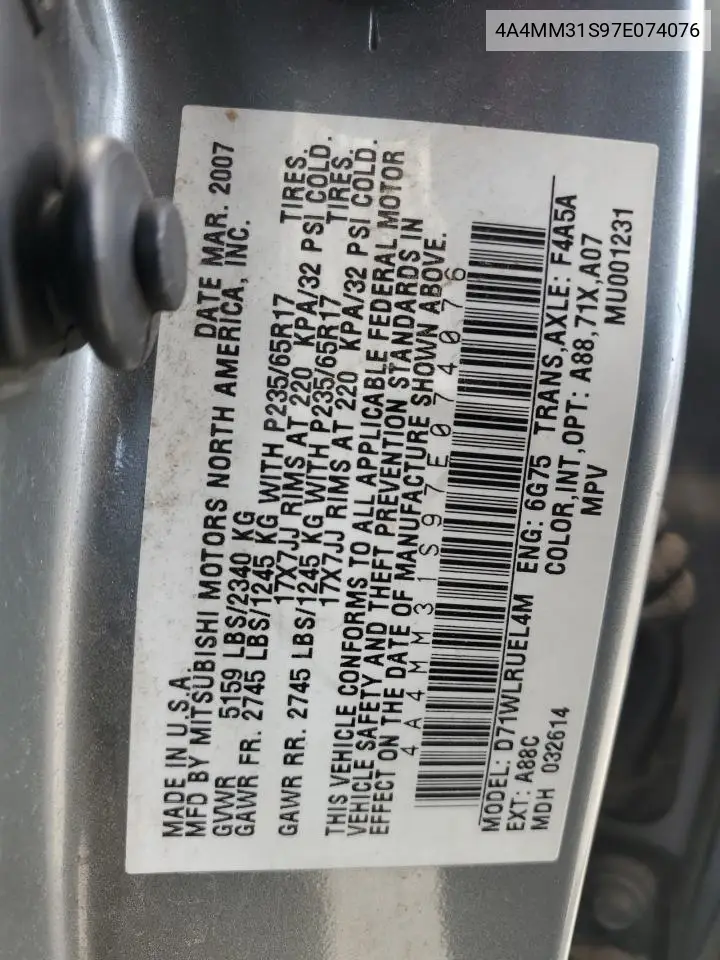 4A4MM31S97E074076
MADE IN U.S.A. DATE MAR. 2007
MFD BY MITSUBISHI MOTORS NORTH AMERICA, INC.
GVWR 5159 LBS/2340 KG
GAWR FR. 2745 LBS/1245 KG WITH P235/65R17 TIRES.
17X7JJ RIMS AT 220 KPA/32 PSI COLD.
GAWR RR. 2745 LBS/1245 KG WITH P235/65R17 TIRES.
17X7JJ RIMS AT 220 KPA/32 PSI COLD.
THIS VEHICLE CONFORMS TO ALL APPLICABLE FEDERAL MOTOR
VEHICLE SAFETY AND THEFT PREVENTION STANDARDS IN
EFFECT ON THE DATE OF MANUFACTURE SHOWN ABOVE.
4A4MM31S97E074076
MODEL: D71WLRUEL4M ENG: 6G75 TRANS,AXLE: F4A5A
EXT: A88C COLOR,INT,OPT: A88,71X,A07
MDH 032614 MPV MU001231